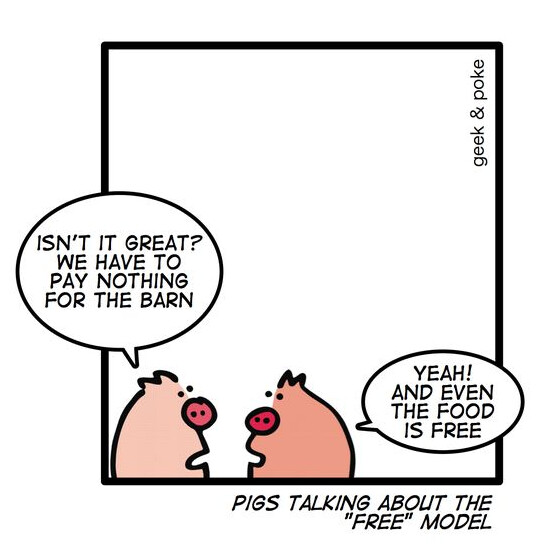 geek & poke
ISN'T IT GREAT?
WE HAVE TO
PAY NOTHING
FOR THE BARN
YEAH!
AND EVEN
THE FOOD
IS FREE
PIGS TALKING ABOUT THE
"FREE" MODEL